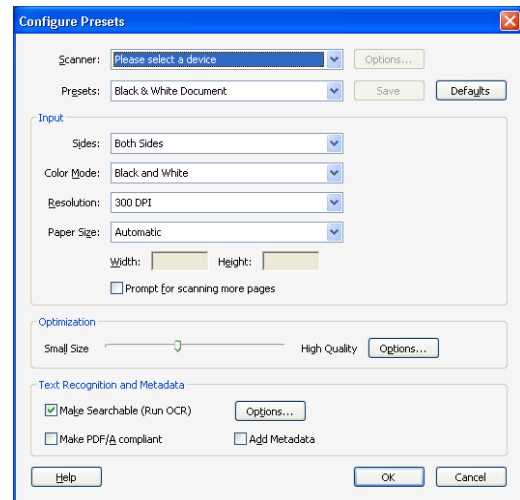 Configure Presets
Scanner: Please select a device Options...
Presets: Black & White Document Save Defaults
Input
Sides: Both Sides
Color Mode: Black and White
Resolution: 300 DPI
Paper Size: Automatic
Width: Height:
Prompt for scanning more pages
Optimization
Small Size High Quality Options...
Text Recognition and Metadata
Make Searchable (Run OCR) Options...
Make PDF/A compliant Add Metadata
Help OK Cancel